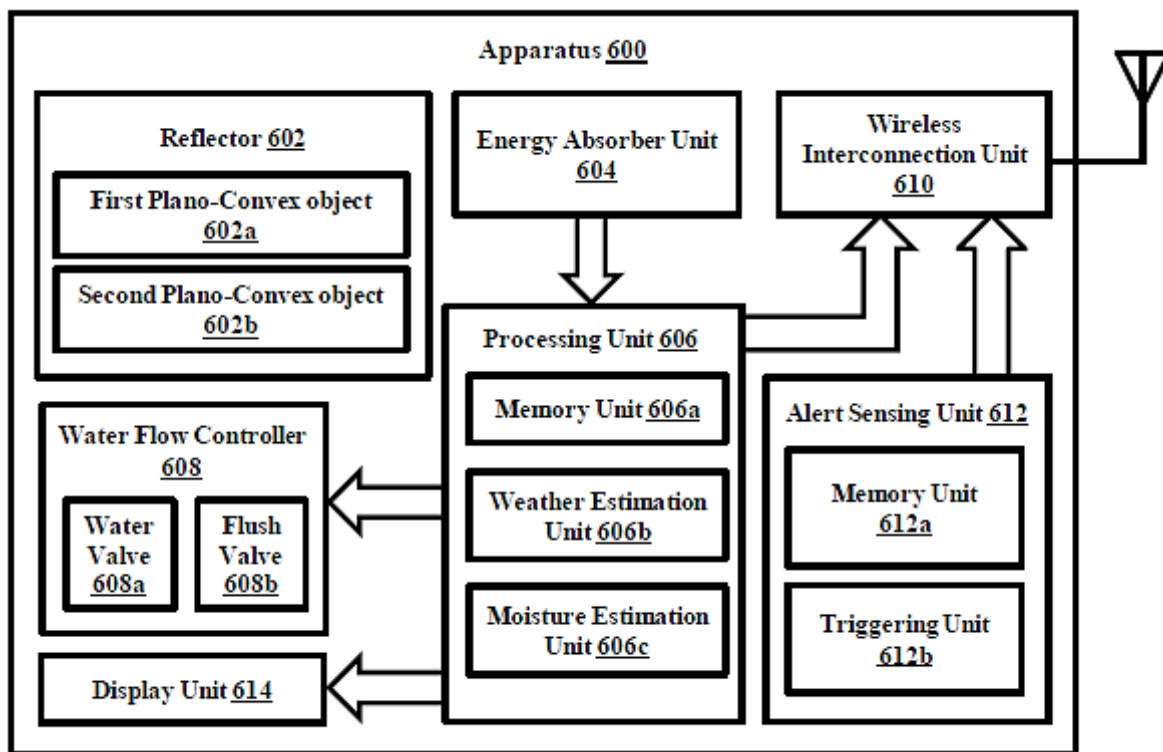 Apparatus 600
Reflector 602
First Plano-Convex object
602a
Second Plano-Convex object
602b
Energy Absorber Unit
604
Wireless
Interconnection Unit
610
Processing Unit 606
Memory Unit 606a
Weather Estimation
Unit 606b
Moisture Estimation
Unit 606c
Water Flow Controller
608
Water
Valve
608a
Flush
Valve
608b
Display Unit 614
Alert Sensing Unit 612
Memory Unit
612a
Triggering Unit
612b